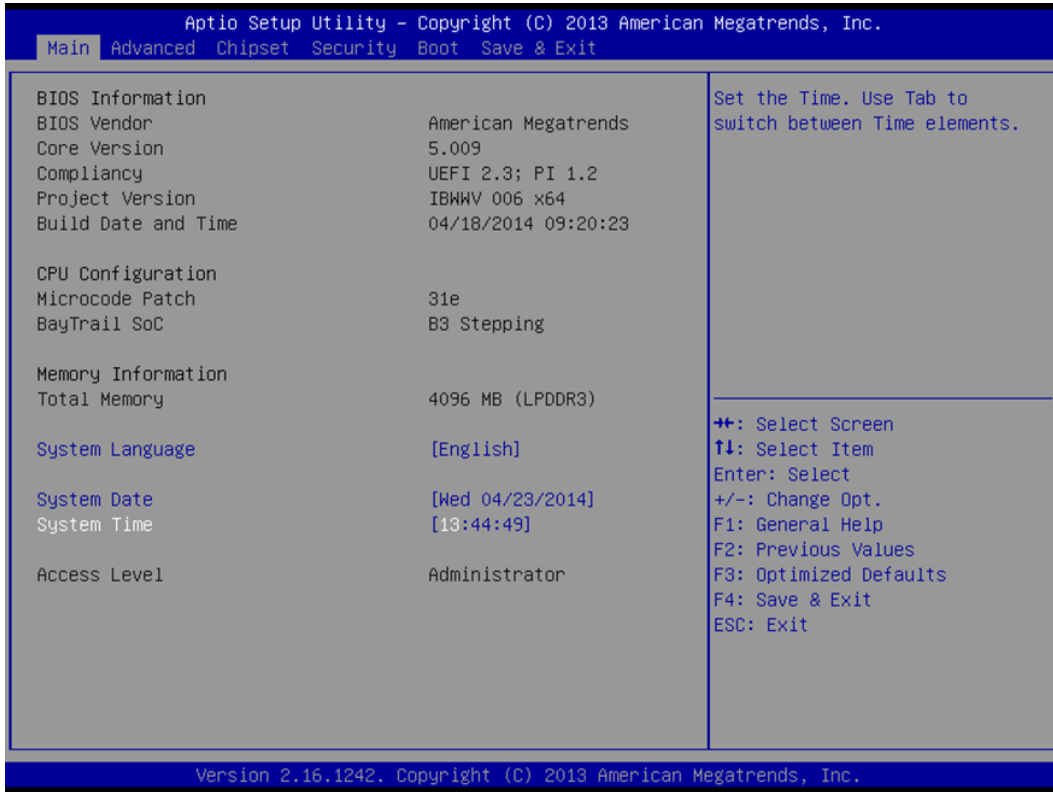 Aptio Setup Utility – Copyright (C) 2013 American Megatrends, Inc.
Main Advanced Chipset Security Boot Save & Exit
BIOS Information
BIOS Vendor American Megatrends
Core Version 5.009
Compliancy UEFI 2.3; PI 1.2
Project Version IBWWV 006 x64
Build Date and Time 04/18/2014 09:20:23
CPU Configuration
Microcode Patch 31e
BayTrail SoC B3 Stepping
Memory Information
Total Memory 4096 MB (LPDDR3)
System Language [English]
System Date [Wed 04/23/2014]
System Time [13:44:49]
Access Level Administrator
Set the Time. Use Tab to
switch between Time elements.
→←: Select Screen
↑↓: Select Item
Enter: Select
+/-: Change Opt.
F1: General Help
F2: Previous Values
F3: Optimized Defaults
F4: Save & Exit
ESC: Exit
Version 2.16.1242. Copyright (C) 2013 American Megatrends, Inc.